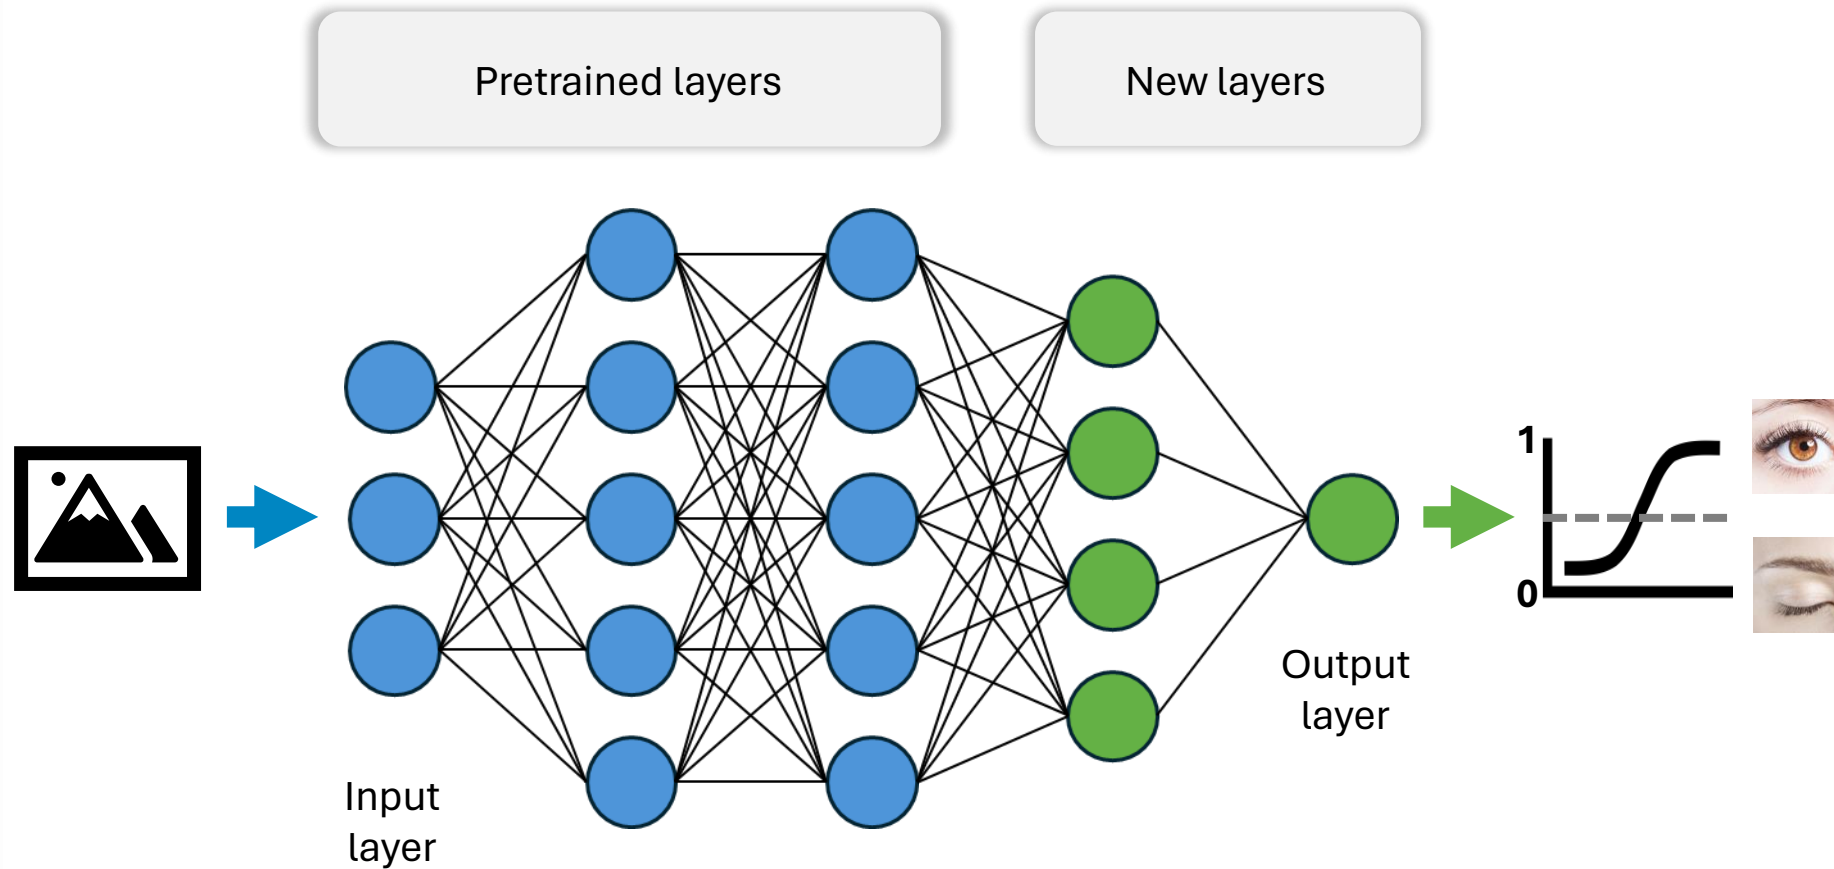 Pretrained layers
New layers
1
0
Output
layer
Input
layer